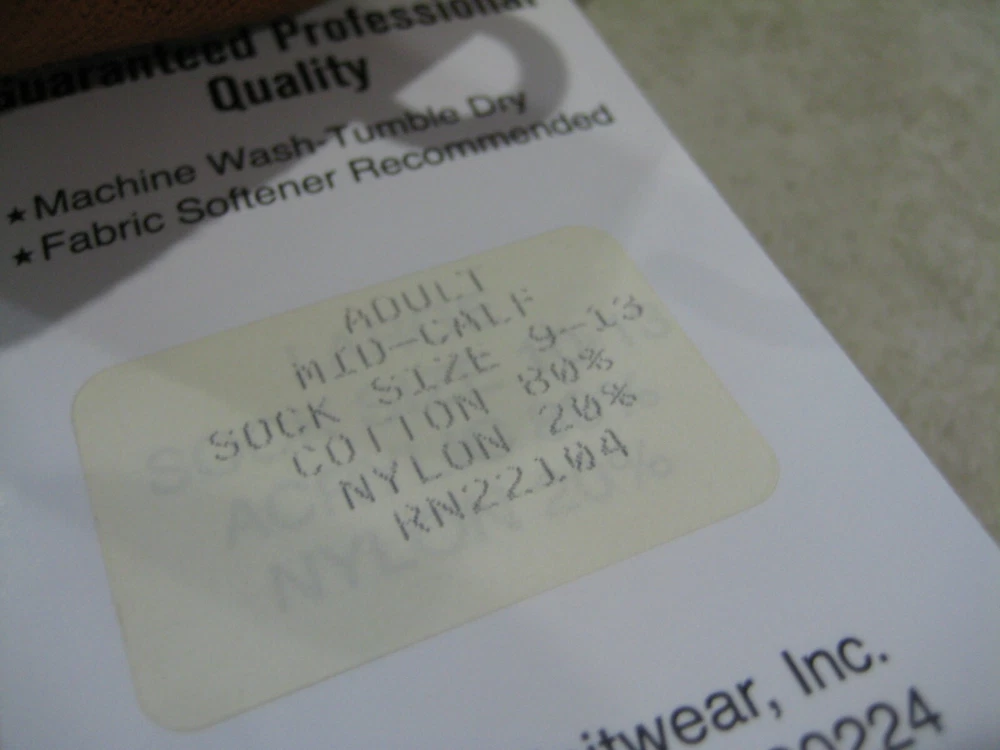 Guaranteed Professional
Quality
★ Machine Wash-Tumble Dry
★ Fabric Softener Recommended
ADULT
MID-CALF
SOCK SIZE 9-13
COTTON 80%
NYLON 20%
RN22104
itwear, Inc.
0224